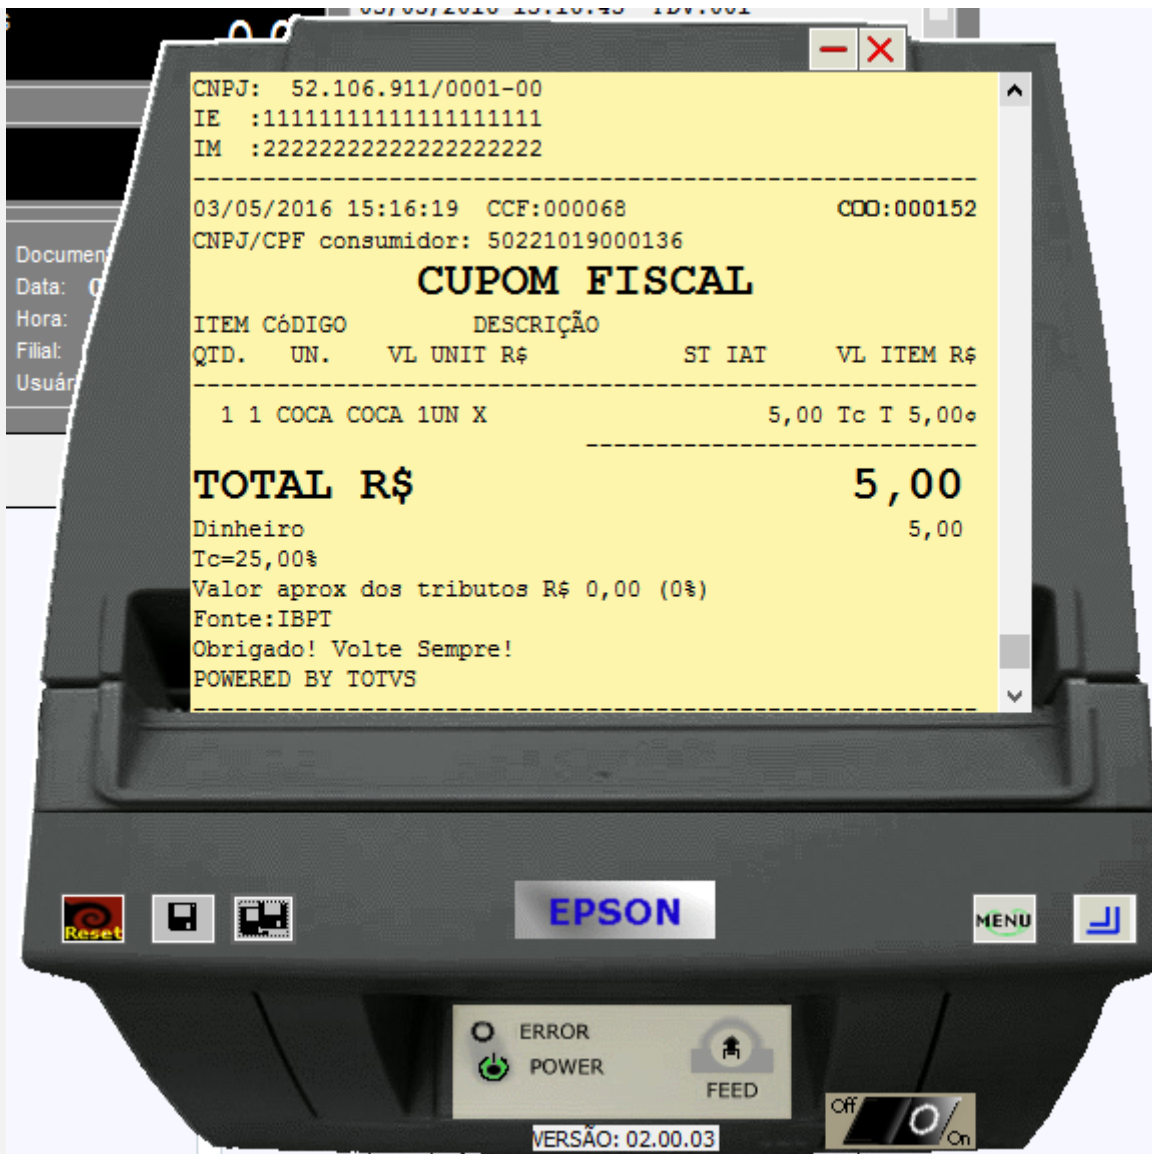 CNPJ:  52.106.911/0001-00
IE  :11111111111111111111
IM  :22222222222222222222
03/05/2016 15:16:19  CCF:000068  COO:000152
CNPJ/CPF consumidor: 50221019000136
CUPOM FISCAL
ITEM CóDIGO  DESCRIÇÃO
QTD.  UN.  VL UNIT R$  ST IAT  VL ITEM R$
1 1 COCA COCA 1UN X  5,00 Tc T 5,00
TOTAL R$  5,00
Dinheiro  5,00
Tc=25,00%
Valor aprox dos tributos R$ 0,00 (0%)
Fonte:IBPT
Obrigado! Volte Sempre!
POWERED BY TOTVS
Data:
Hora:
Filial:
Reset
EPSON
MENU
ERROR
POWER
FEED
Off
On
VERSÃO: 02.00.03